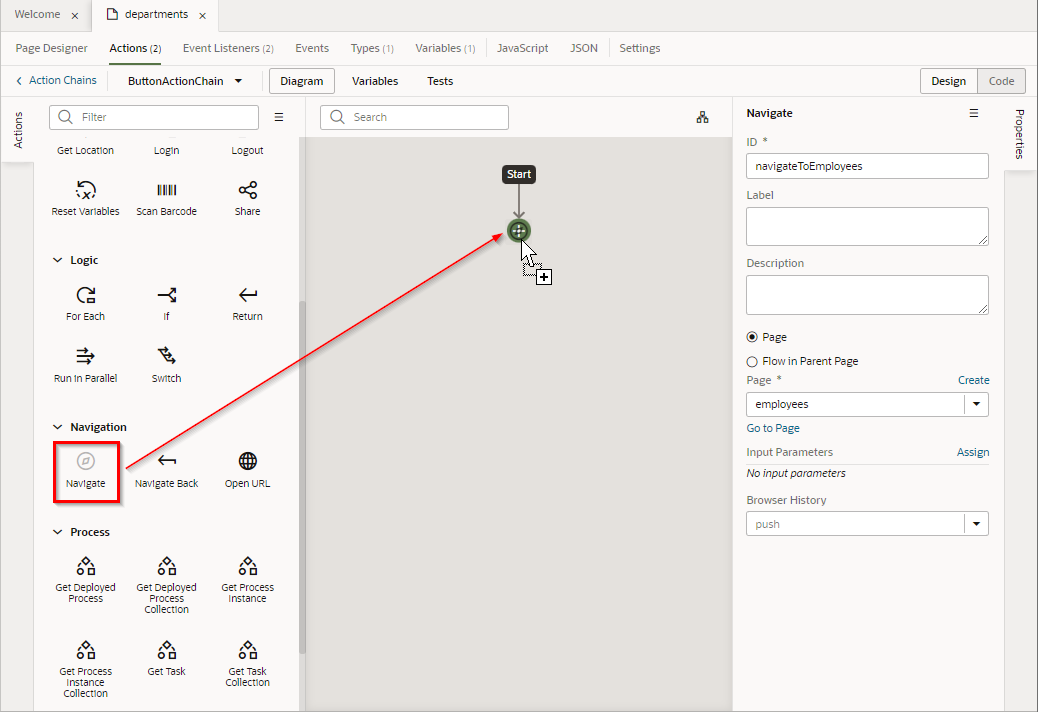 Welcome
departments
Page Designer
Actions (2)
Event Listeners (2)
Events
Types (1)
Variables (1)
JavaScript
JSON
Settings
Action Chains
ButtonActionChain
Diagram
Variables
Tests
Design
Code
Actions
Filter
Get Location
Login
Logout
Reset Variables
Scan Barcode
Share
Logic
For Each
If
Return
Run in Parallel
Switch
Navigation
Navigate
Navigate Back
Open URL
Process
Get Deployed
Process
Get Deployed
Process
Collection
Get Process
Instance
Get Process
Instance
Collection
Get Task
Get Task
Collection
Search
Start
Navigate
Properties
ID *
navigateToEmployees
Label
Description
Page
Flow in Parent Page
Page *
Create
employees
Go to Page
Input Parameters
Assign
No input parameters
Browser History
push